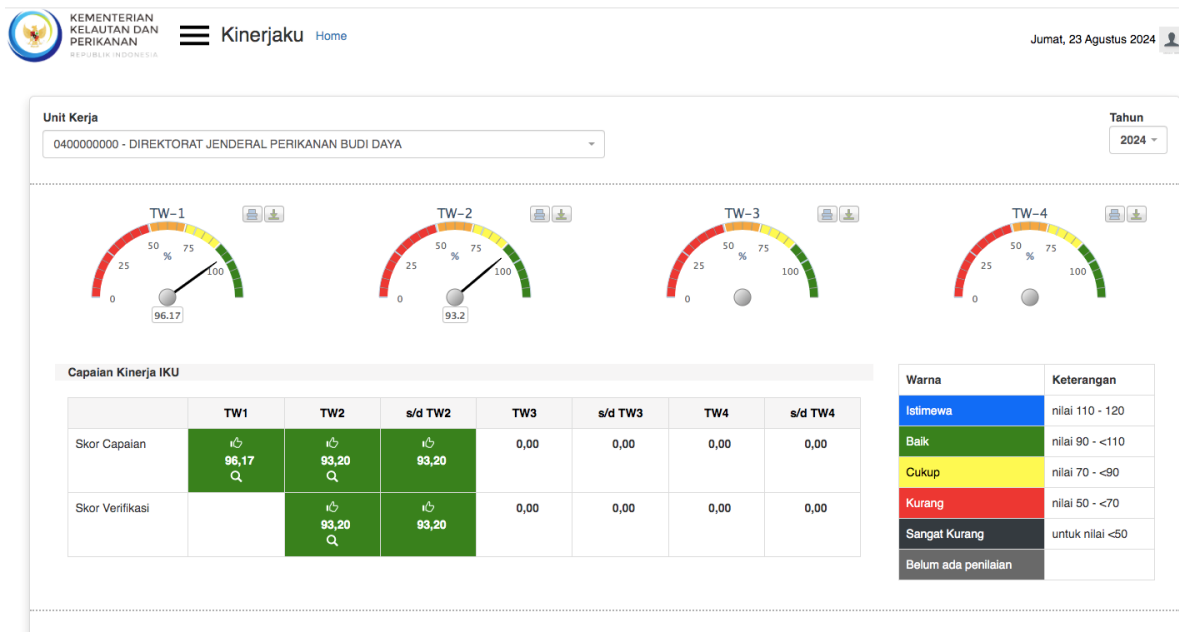 KEMENTERIAN
KELAUTAN DAN
PERIKANAN
REPUBLIK INDONESIA
Kinerjaku Home
Jumat, 23 Agustus 2024
Unit Kerja
Tahun
0400000000 - DIREKTORAT JENDERAL PERIKANAN BUDI DAYA
2024
TW-1
0 25 50 75 100
%
96.17
TW-2
0 25 50 75 100
%
93.2
TW-3
0 25 50 75 100
%
TW-4
0 25 50 75 100
%
Capaian Kinerja IKU
TW1 TW2 s/d TW2 TW3 s/d TW3 TW4 s/d TW4
Skor Capaian 96,17 93,20 93,20 0,00 0,00 0,00 0,00
Skor Verifikasi 93,20 93,20 0,00 0,00 0,00 0,00
Warna Keterangan
Istimewa nilai 110 - 120
Baik nilai 90 - <110
Cukup nilai 70 - <90
Kurang nilai 50 - <70
Sangat Kurang untuk nilai <50
Belum ada penilaian